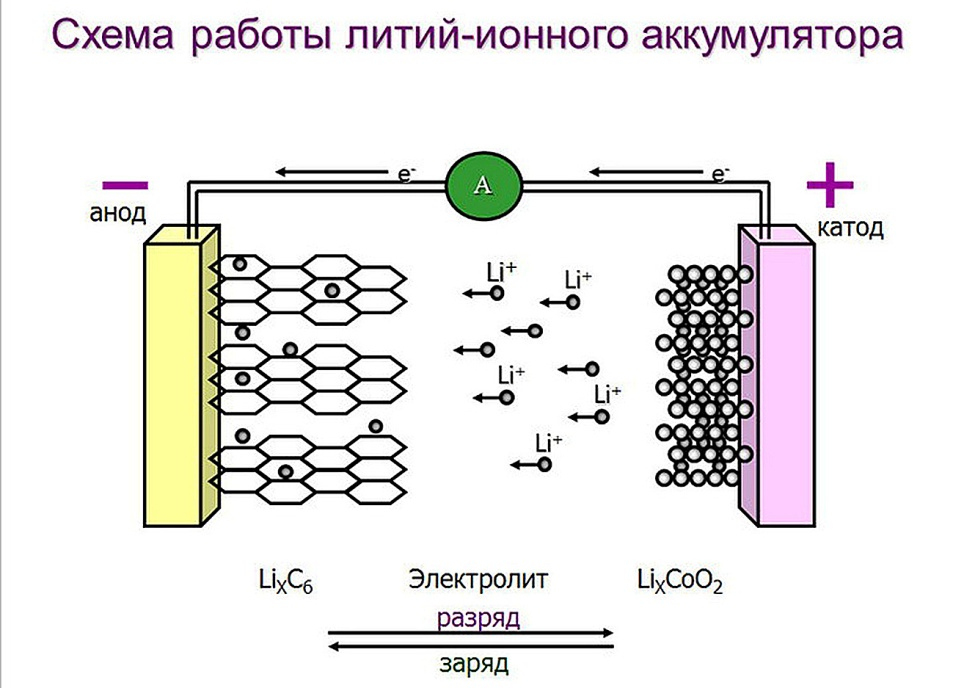 Схема работы литий-ионного аккумулятора
e- A e-
− +
анод
катод
Li+
Li+
Li+
Li+
Li+
LiXC6 Электролит LiXCoO2
разряд
заряд